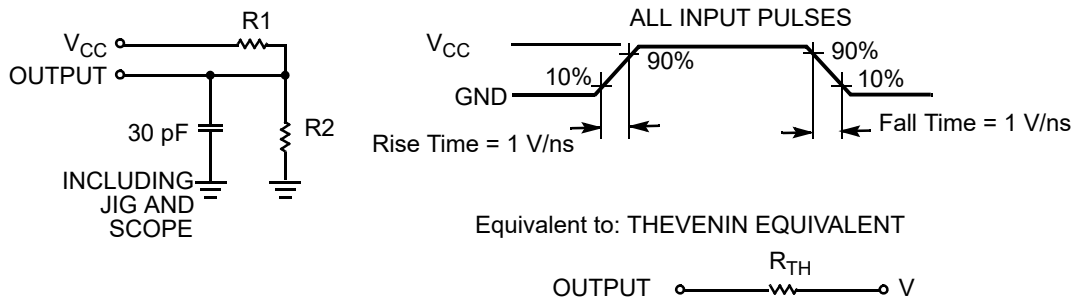 R1
V_CC
OUTPUT
30 pF
R2
INCLUDING
JIG AND
SCOPE
ALL INPUT PULSES
V_CC
GND
10%
90%
90%
10%
Rise Time = 1 V/ns
Fall Time = 1 V/ns
Equivalent to: THEVENIN EQUIVALENT
R_TH
OUTPUT
V